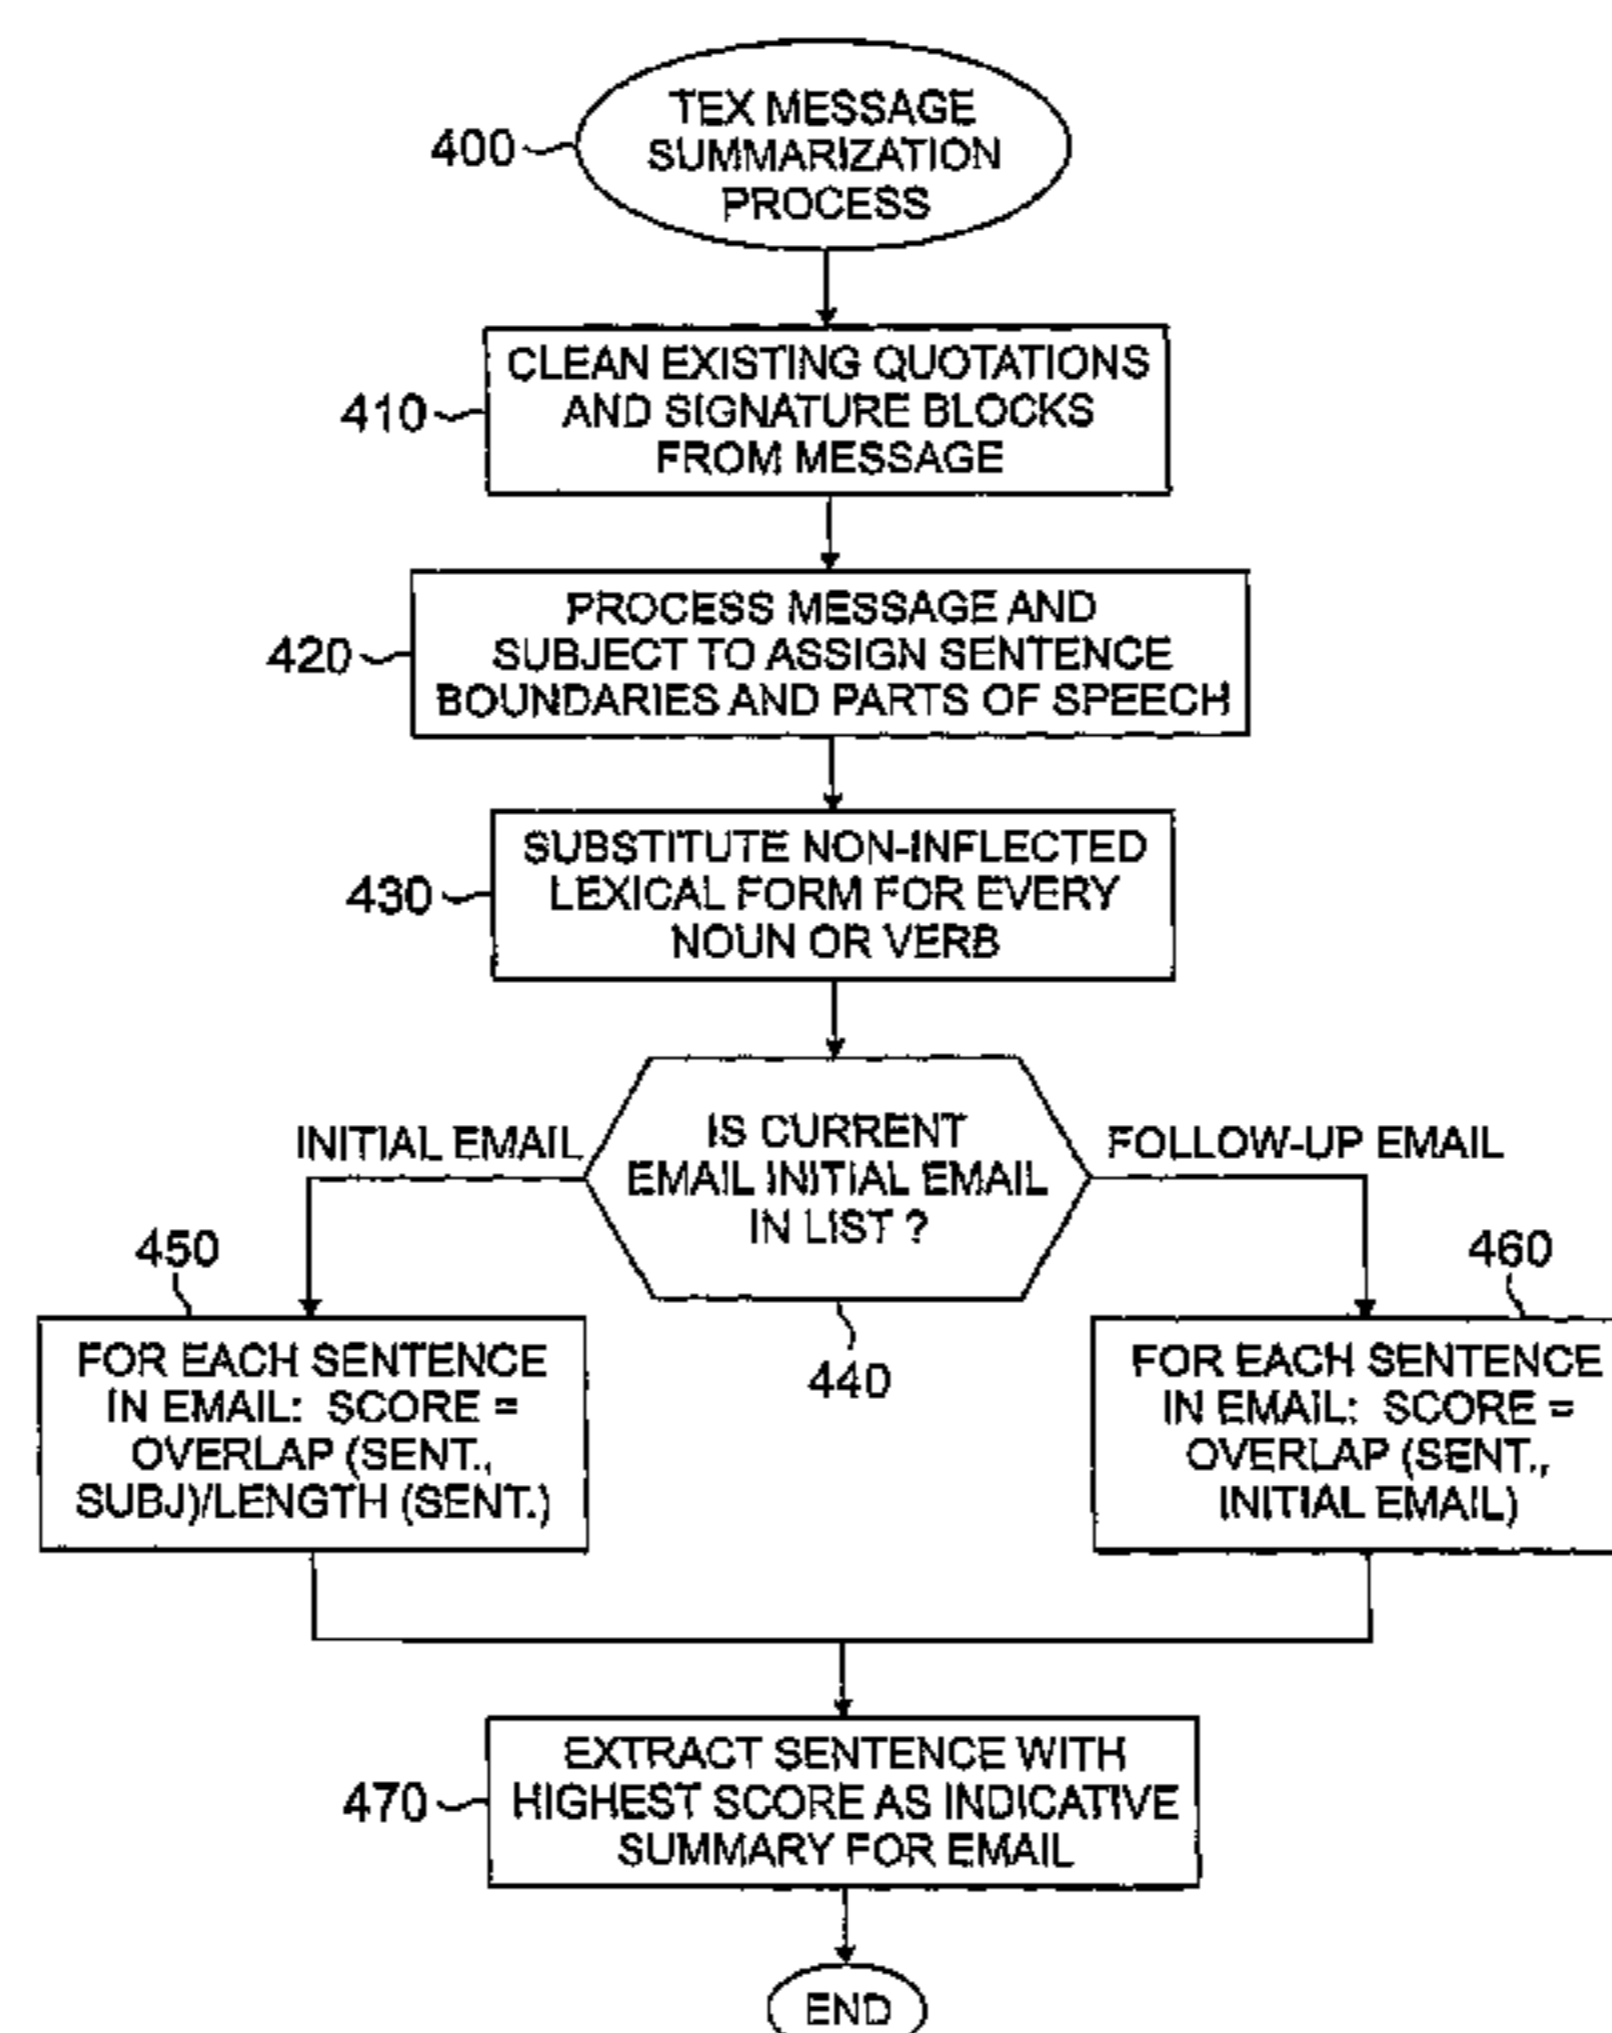 400
TEX MESSAGE
SUMMARIZATION
PROCESS
410
CLEAN EXISTING QUOTATIONS
AND SIGNATURE BLOCKS
FROM MESSAGE
420
PROCESS MESSAGE AND
SUBJECT TO ASSIGN SENTENCE
BOUNDARIES AND PARTS OF SPEECH
430
SUBSTITUTE NON-INFLECTED
LEXICAL FORM FOR EVERY
NOUN OR VERB
INITIAL EMAIL
IS CURRENT
EMAIL INITIAL EMAIL
IN LIST ?
FOLLOW-UP EMAIL
440
450
FOR EACH SENTENCE
IN EMAIL: SCORE =
OVERLAP (SENT.,
SUBJ)/LENGTH (SENT.)
460
FOR EACH SENTENCE
IN EMAIL: SCORE =
OVERLAP (SENT.,
INITIAL EMAIL)
470
EXTRACT SENTENCE WITH
HIGHEST SCORE AS INDICATIVE
SUMMARY FOR EMAIL
END